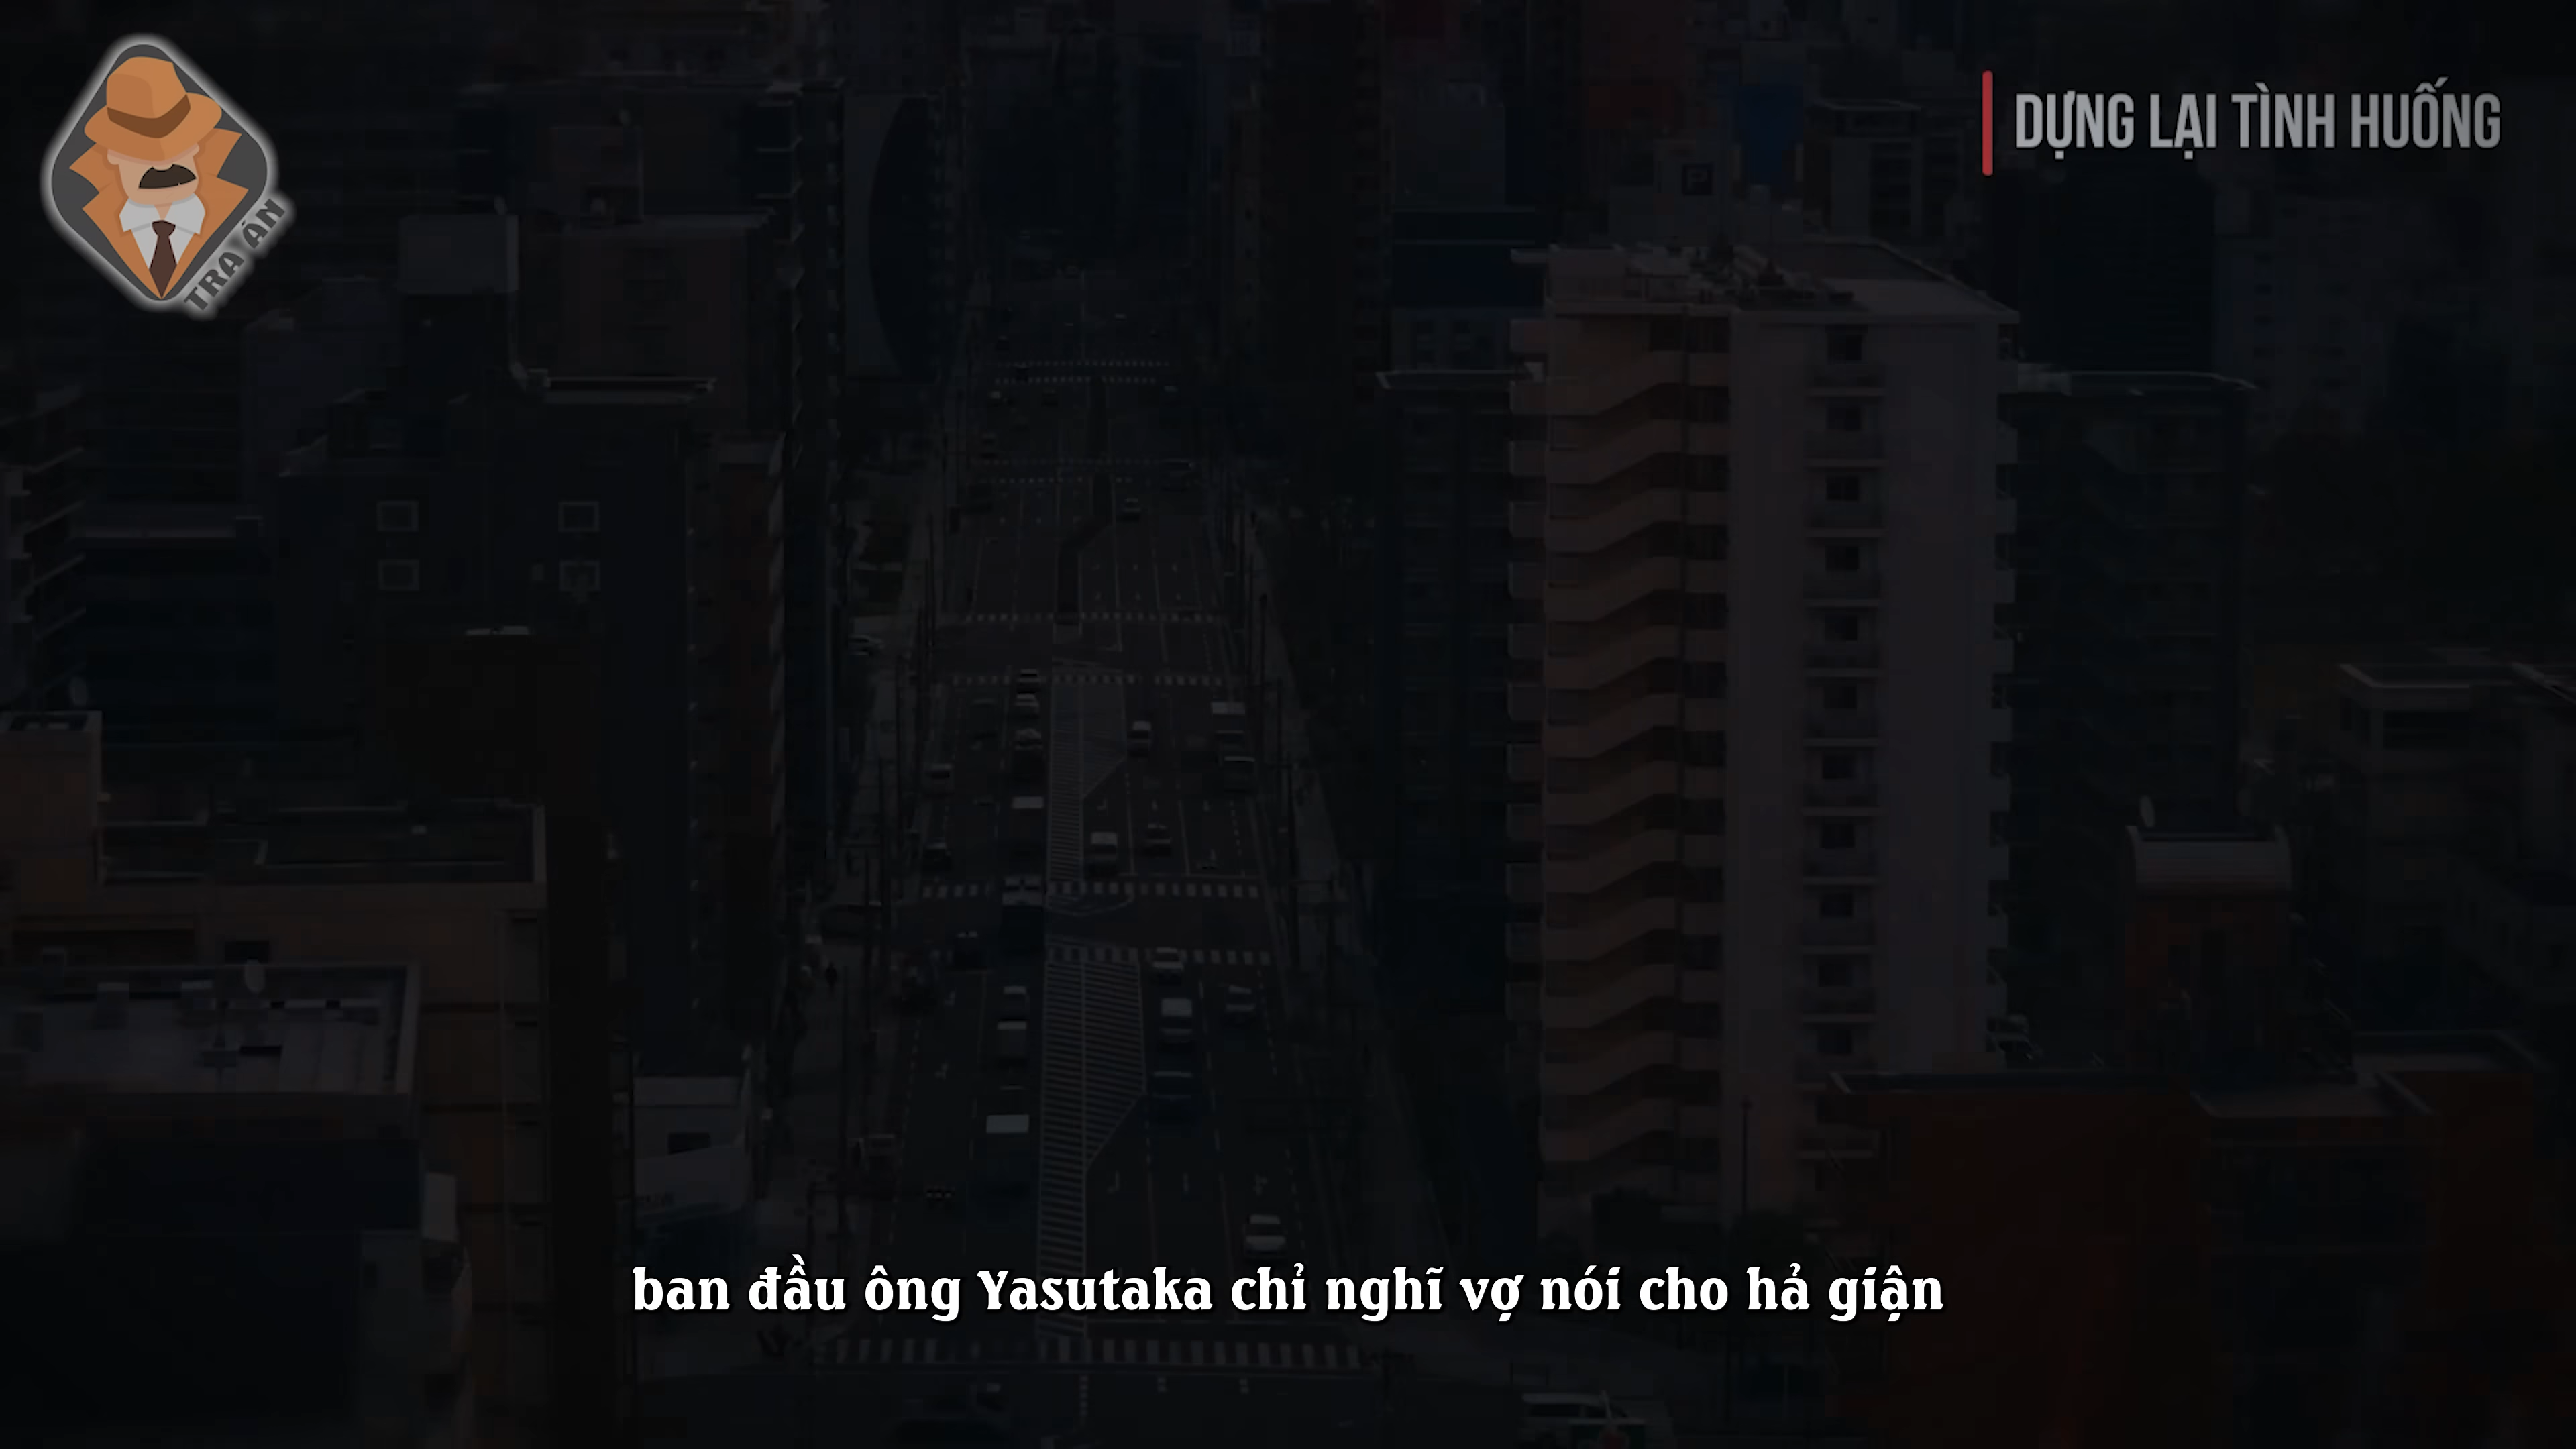 TRA ÁN
DỰNG LẠI TÌNH HUỐNG
P
ban đầu ông Yasutaka chỉ nghĩ vợ nói cho hả giận